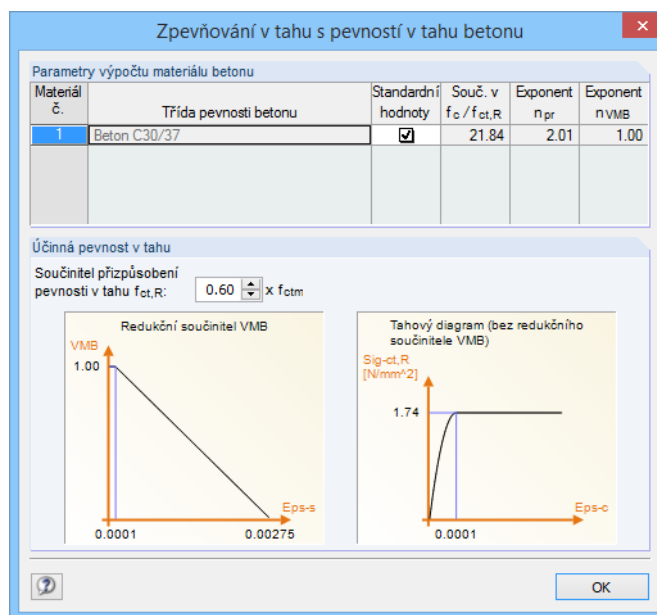 Zpevňování v tahu s pevností v tahu betonu
Parametry výpočtu materiálu betonu
Materiál č.
Třída pevnosti betonu
Standardní hodnoty
Souč. v fc / fct,R
Exponent npr
Exponent nVMB
1 Beton C30/37 21.84 2.01 1.00
Účinná pevnost v tahu
Součinitel přizpůsobení
pevnosti v tahu fct,R: 0.60 x fctm
Redukční součinitel VMB
VMB
1.00
Eps-s
0.0001 0.00275
Tahový diagram (bez redukčního
součinitele VMB)
Sig-ct,R
[N/mm^2]
1.74
Eps-c
0.0001
OK